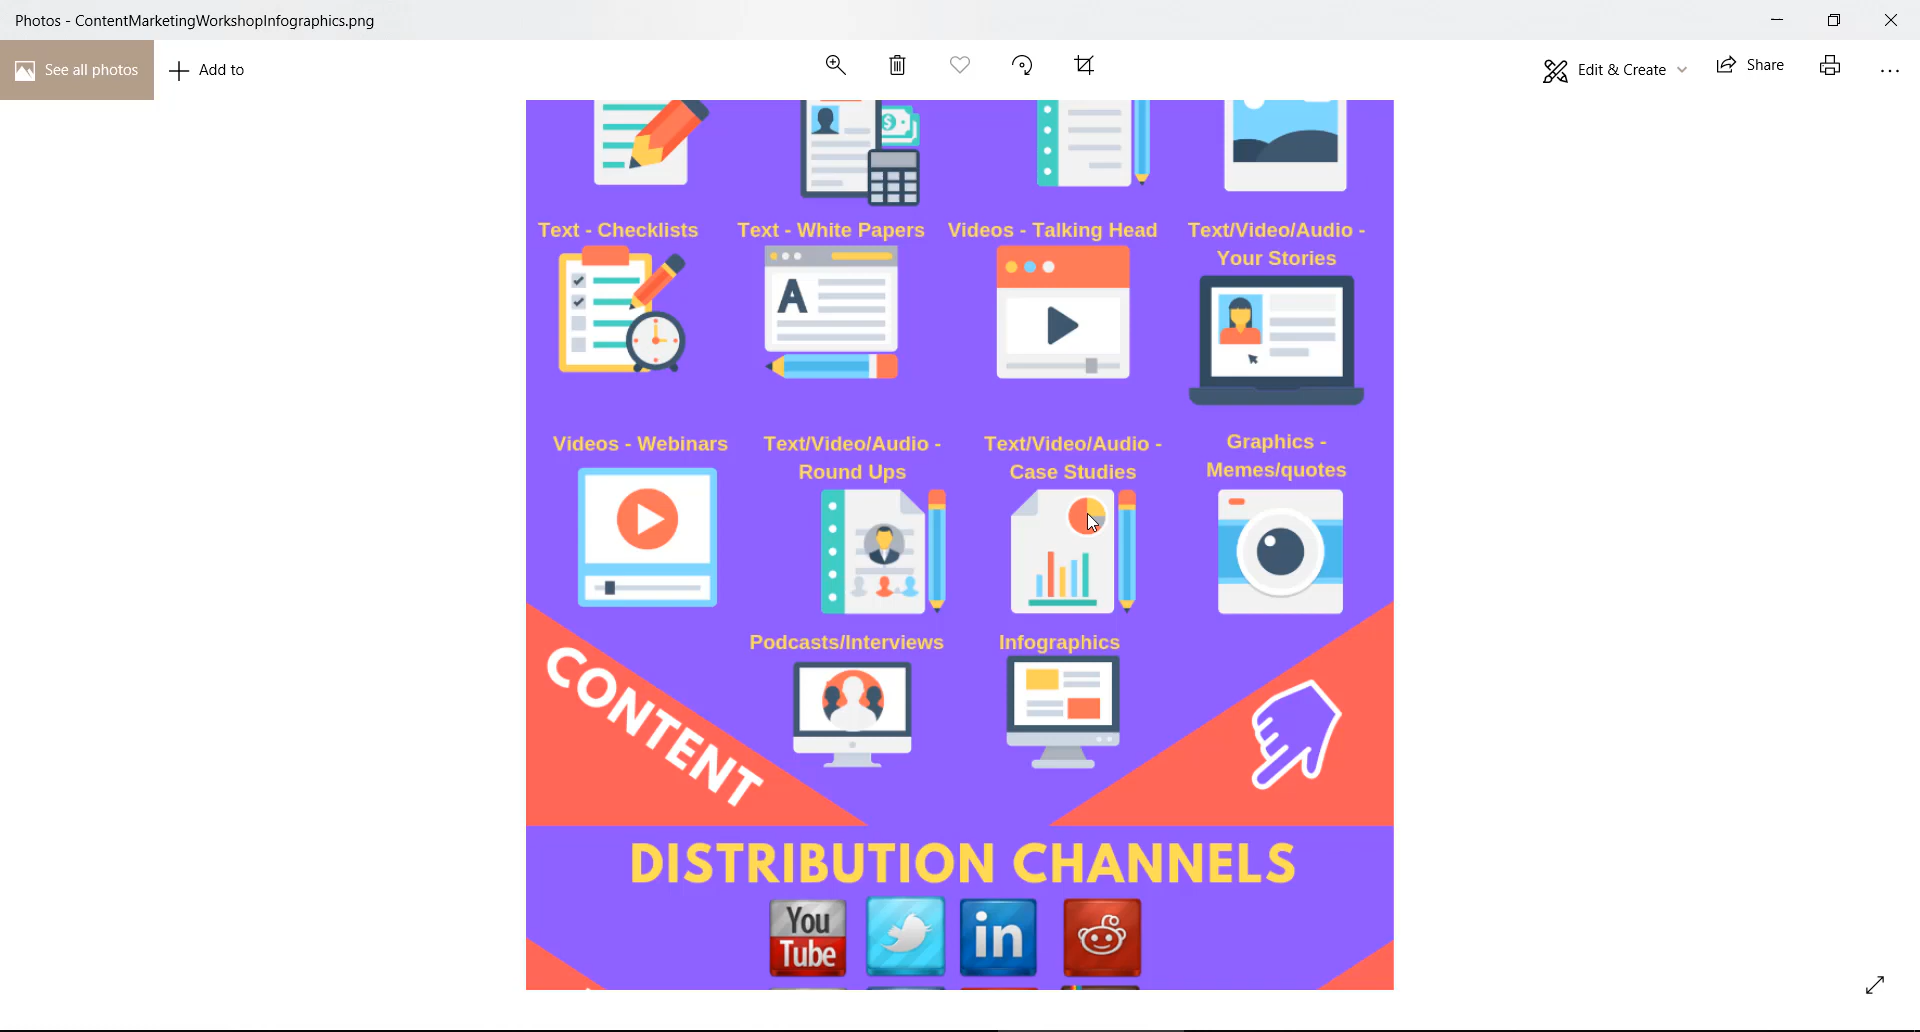 Photos - ContentMarketingWorkshopInfographics.png
See all photos
Add to
Edit & Create
Share
Text - Checklists
Text - White Papers
Videos - Talking Head
Text/Video/Audio -
Your Stories
A
Videos - Webinars
Text/Video/Audio -
Round Ups
Text/Video/Audio -
Case Studies
Graphics -
Memes/quotes
Podcasts/Interviews
Infographics
CONTENT
DISTRIBUTION CHANNELS
You
Tube
in